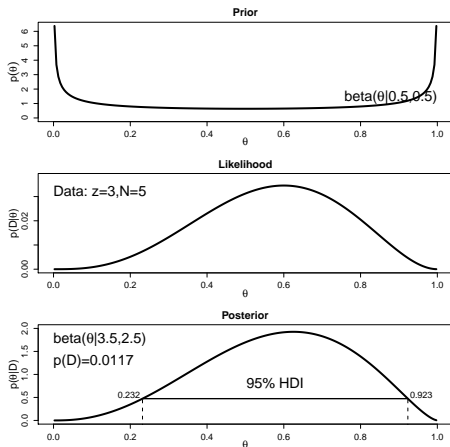 Prior
p(θ)
0 1 2 3 4 5 6
beta(θ|0.5,0.5)
0.0 0.2 0.4 0.6 0.8 1.0
θ
Likelihood
p(D|θ)
0.00 0.02
Data: z=3,N=5
0.0 0.2 0.4 0.6 0.8 1.0
θ
Posterior
p(θ|D)
0.0 0.5 1.0 1.5 2.0
beta(θ|3.5,2.5)
p(D)=0.0117
95% HDI
0.232 0.923
0.0 0.2 0.4 0.6 0.8 1.0
θ